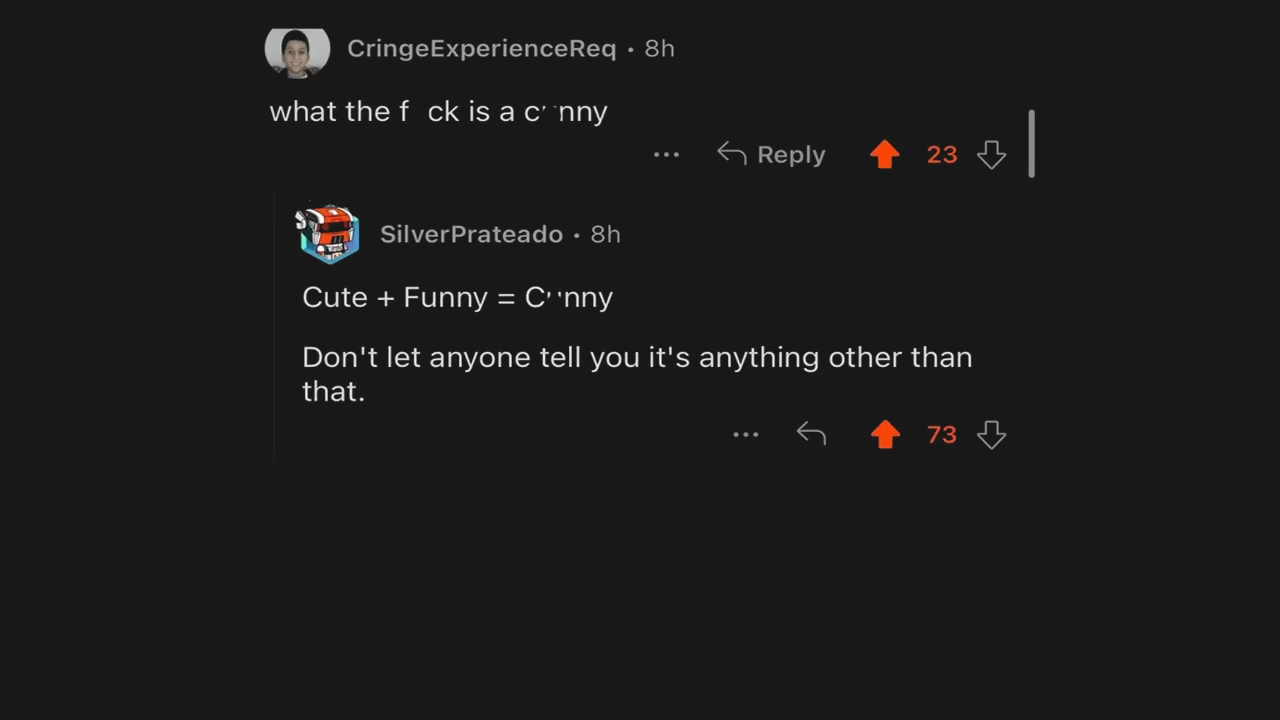 CringeExperienceReq • 8h
what the f ck is a c' 'nny
Reply 23
SilverPrateado • 8h
Cute + Funny = C''nny
Don't let anyone tell you it's anything other than
that.
73